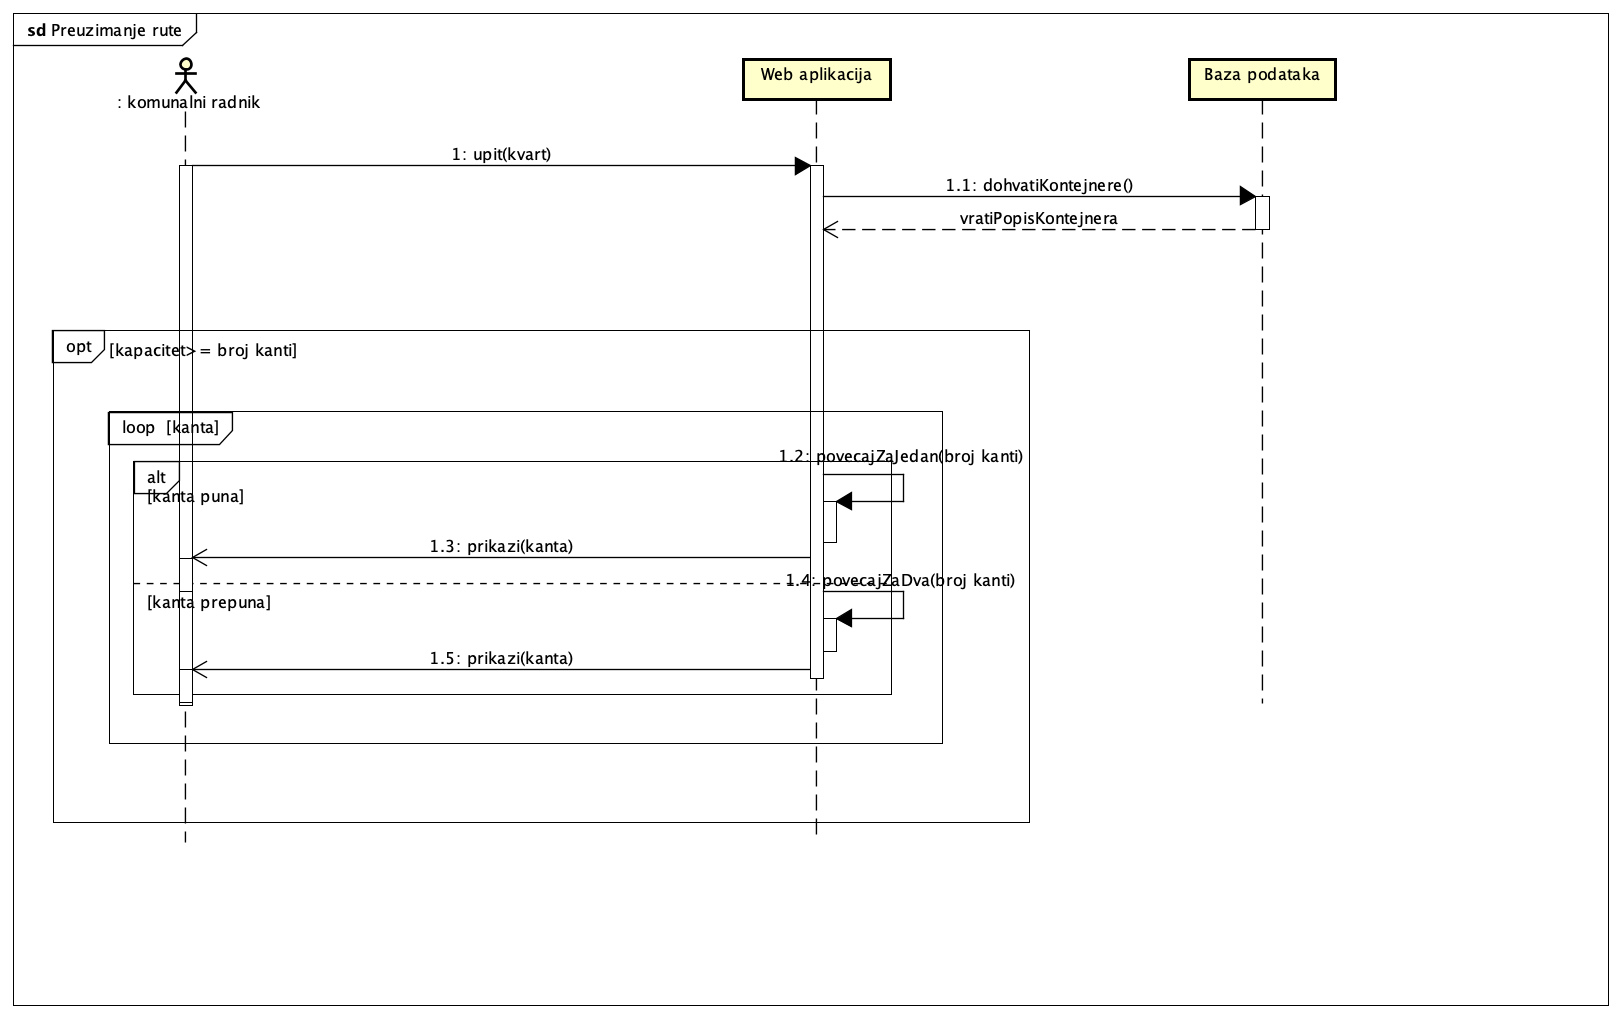 sd Preuzimanje rute
: komunalni radnik
Web aplikacija
Baza podataka
1: upit(kvart)
1.1: dohvatiKontejnere()
vratiPopisKontejnera
opt
[kapacitet>= broj kanti]
loop [kanta]
1.2: povecajZaJedan(broj kanti)
alt
[kanta puna]
1.3: prikazi(kanta)
1.4: povecajZaDva(broj kanti)
[kanta prepuna]
1.5: prikazi(kanta)